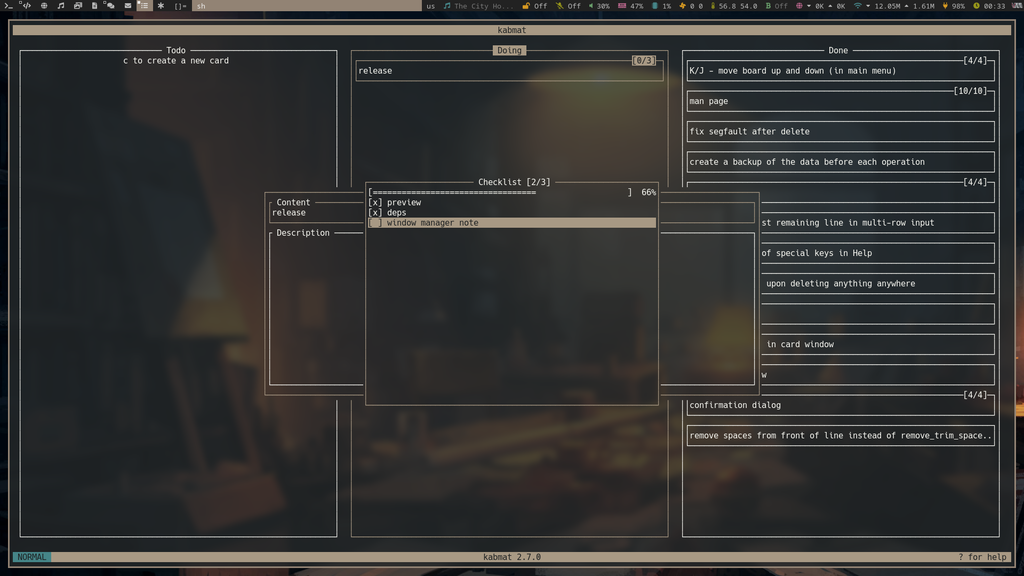 sh
us
The City Ho...
Off
Off
30%
47%
1%
0 0
56.8 54.0
Off
0K
0K
12.05M
1.61M
98%
00:33
kabmat
Todo
c to create a new card
Doing
[0/3]
release
Done
[4/4]
K/J - move board up and down (in main menu)
[10/10]
man page
fix segfault after delete
create a backup of the data before each operation
[4/4]
st remaining line in multi-row input
of special keys in Help
upon deleting anything anywhere
in card window
w
[4/4]
confirmation dialog
remove spaces from front of line instead of remove_trim_space..
Content
release
Description
Checklist [2/3]
[================================== ] 66%
[x] preview
[x] deps
[ ] window manager note
NORMAL
kabmat 2.7.0
? for help